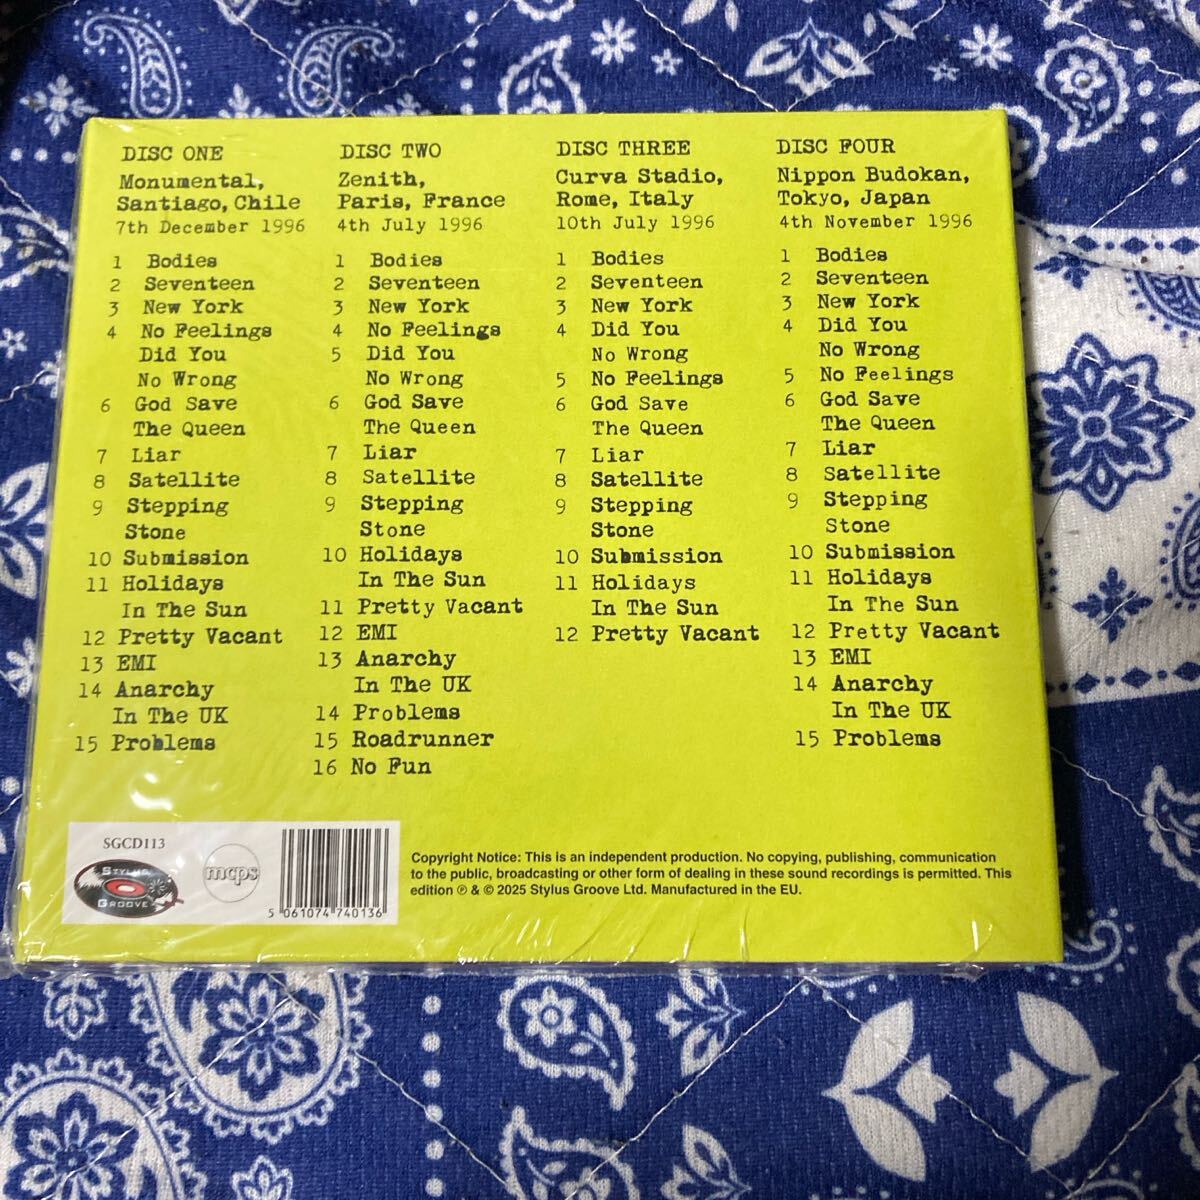 DISC ONE
Monumental,
Santiago, Chile
7th December 1996
1 Bodies
2 Seventeen
3 New York
4 No Feelings
Did You
No Wrong
6 God Save
The Queen
7 Liar
8 Satellite
9 Stepping
Stone
10 Submission
11 Holidays
In The Sun
12 Pretty Vacant
13 EMI
14 Anarchy
In The UK
15 Problems
DISC TWO
Zenith,
Paris, France
4th July 1996
1 Bodies
2 Seventeen
3 New York
4 No Feelings
5 Did You
No Wrong
6 God Save
The Queen
7 Liar
8 Satellite
9 Stepping
Stone
10 Holidays
In The Sun
11 Pretty Vacant
12 EMI
13 Anarchy
In The UK
14 Problems
15 Roadrunner
16 No Fun
DISC THREE
Curva Stadio,
Rome, Italy
10th July 1996
1 Bodies
2 Seventeen
3 New York
4 Did You
No Wrong
5 No Feelings
6 God Save
The Queen
7 Liar
8 Satellite
9 Stepping
Stone
10 Submission
11 Holidays
In The Sun
12 Pretty Vacant
DISC FOUR
Nippon Budokan,
Tokyo, Japan
4th November 1996
1 Bodies
2 Seventeen
3 New York
4 Did You
No Wrong
5 No Feelings
6 God Save
The Queen
7 Liar
8 Satellite
9 Stepping
Stone
10 Submission
11 Holidays
In The Sun
12 Pretty Vacant
13 EMI
14 Anarchy
In The UK
15 Problems
SGCD113
STYLUS
GROOVE
mcps
5 061074 740136
Copyright Notice: This is an independent production. No copying, publishing, communication
to the public, broadcasting or other form of dealing in these sound recordings is permitted. This
edition ℗ & © 2025 Stylus Groove Ltd. Manufactured in the EU.